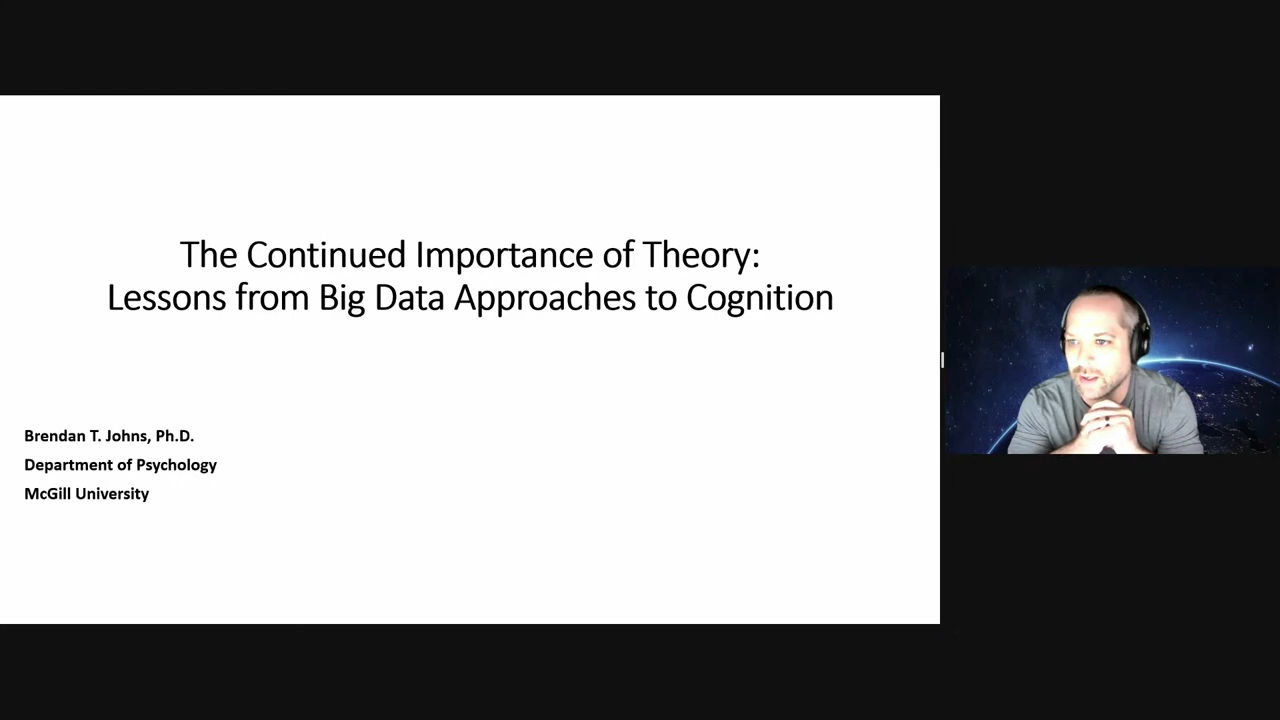 The Continued Importance of Theory:
Lessons from Big Data Approaches to Cognition
Brendan T. Johns, Ph.D.
Department of Psychology
McGill University